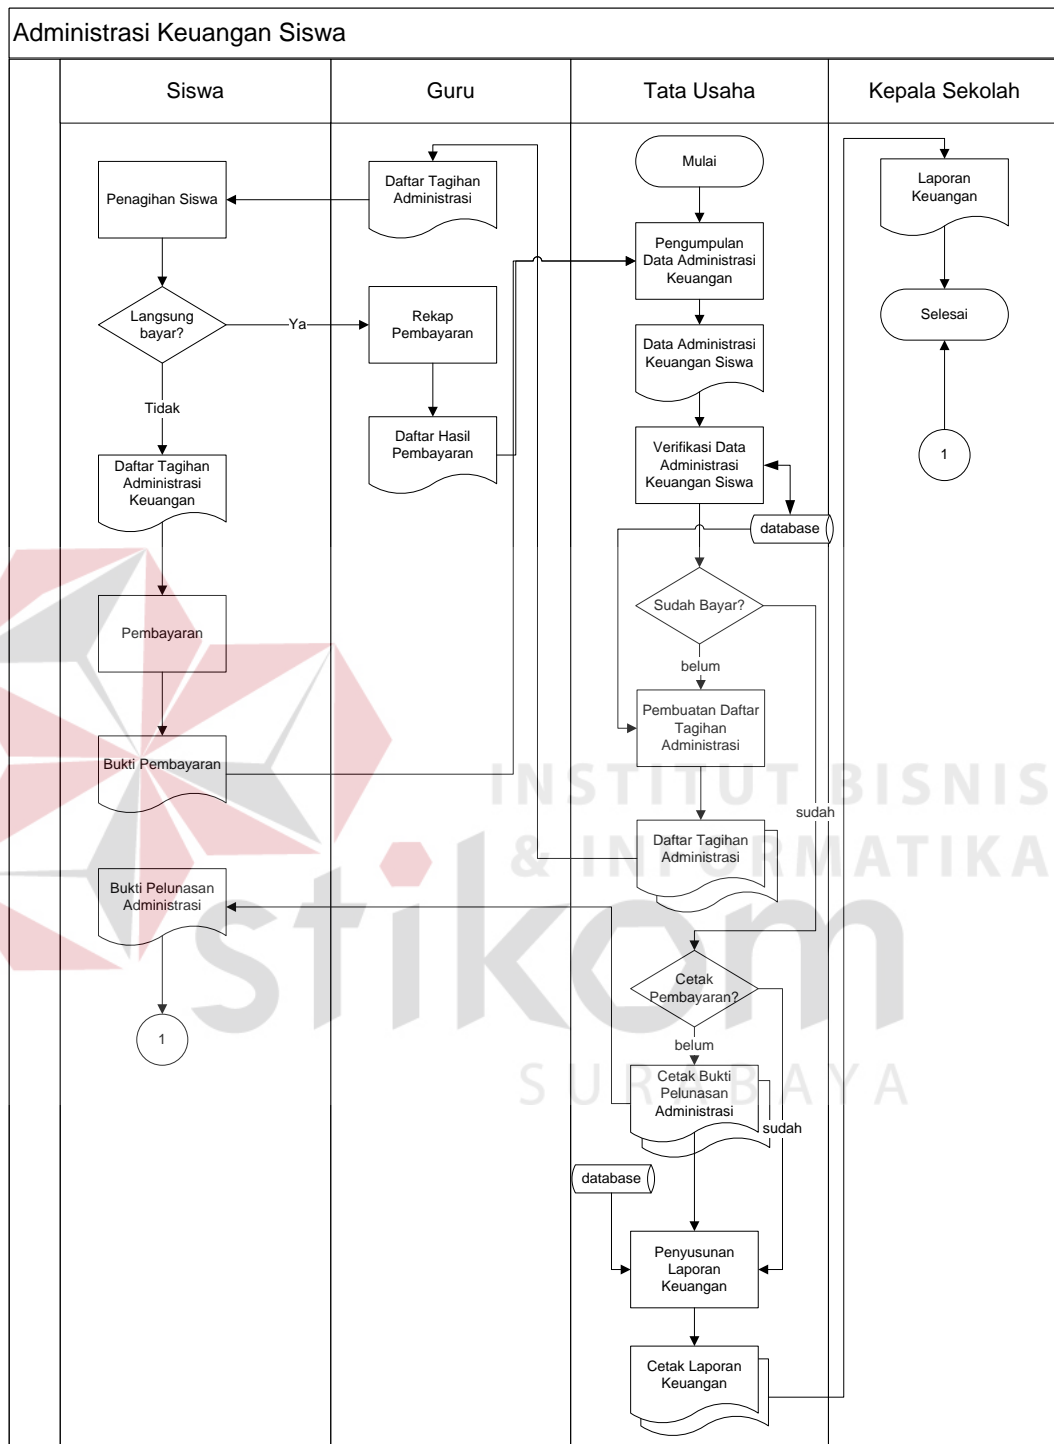 Administrasi Keuangan Siswa
Siswa
Guru
Tata Usaha
Kepala Sekolah
Penagihan Siswa
Langsung
bayar?
Ya
Tidak
Daftar Tagihan
Administrasi
Keuangan
Pembayaran
Bukti Pembayaran
Bukti Pelunasan
Administrasi
1
Daftar Tagihan
Administrasi
Rekap
Pembayaran
Daftar Hasil
Pembayaran
Mulai
Pengumpulan
Data Administrasi
Keuangan
Data Administrasi
Keuangan Siswa
Verifikasi Data
Administrasi
Keuangan Siswa
database
Sudah Bayar?
belum
sudah
Pembuatan Daftar
Tagihan
Administrasi
Daftar Tagihan
Administrasi
Cetak
Pembayaran?
belum
sudah
Cetak Bukti
Pelunasan
Administrasi
database
Penyusunan
Laporan
Keuangan
Cetak Laporan
Keuangan
Laporan
Keuangan
Selesai
1
INSTITUT BISNIS
& INFORMATIKA
stikom
SURABAYA